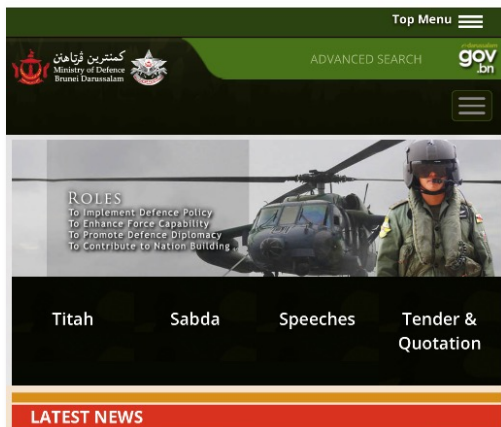 Top Menu
كمنترين ڤرتاهنن
Ministry of Defence
Brunei Darussalam
ADVANCED SEARCH
gov
.bn
ROLES
To Implement Defence Policy
To Enhance Force Capability
To Promote Defence Diplomacy
To Contribute to Nation Building
Titah
Sabda
Speeches
Tender &
Quotation
LATEST NEWS